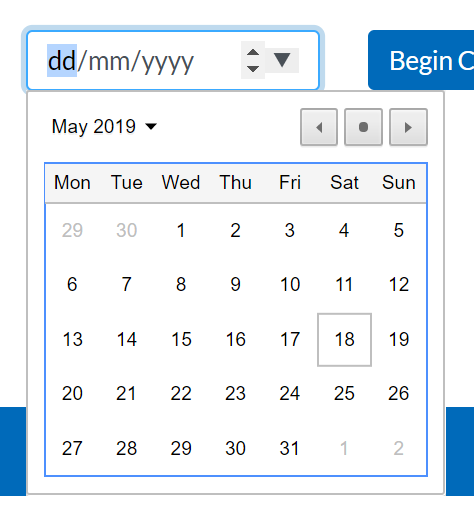 dd/mm/yyyy
Begin C
May 2019
Mon Tue Wed Thu Fri Sat Sun
29 30 1 2 3 4 5
6 7 8 9 10 11 12
13 14 15 16 17 18 19
20 21 22 23 24 25 26
27 28 29 30 31 1 2